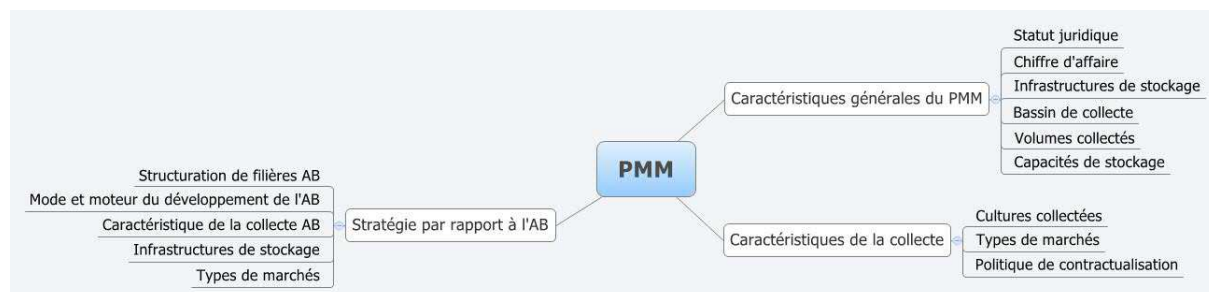 PMM
Caractéristiques générales du PMM
Statut juridique
Chiffre d'affaire
Infrastructures de stockage
Bassin de collecte
Volumes collectés
Capacités de stockage
Caractéristiques de la collecte
Cultures collectées
Types de marchés
Politique de contractualisation
Stratégie par rapport à l'AB
Structuration de filières AB
Mode et moteur du développement de l'AB
Caractéristique de la collecte AB
Infrastructures de stockage
Types de marchés